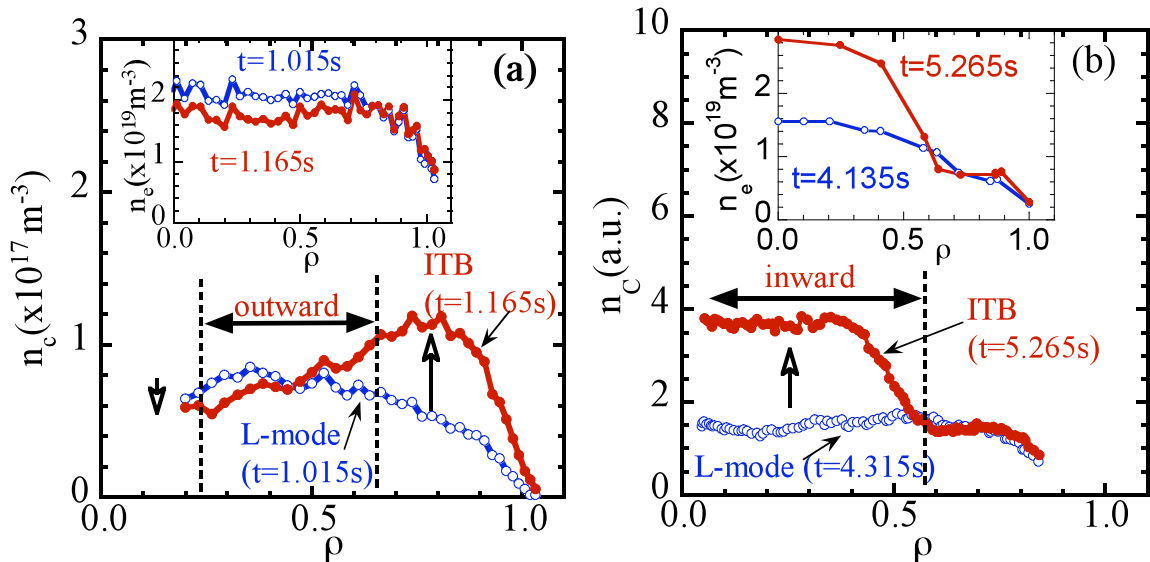 (a)
n_c(x10^17 m^-3)
3
2
1
0
0.0
0.5
1.0
ρ
n_e(x10^19m^-3)
2
1
0
0.0
0.5
1.0
ρ
t=1.015s
t=1.165s
outward
ITB
(t=1.165s)
L-mode
(t=1.015s)
(b)
n_C(a.u.)
10
8
6
4
2
0
0.0
0.5
1.0
ρ
n_e(x10^19m^-3)
2
1
0
0.0
0.5
1.0
ρ
t=5.265s
t=4.135s
inward
ITB
(t=5.265s)
L-mode (t=4.315s)